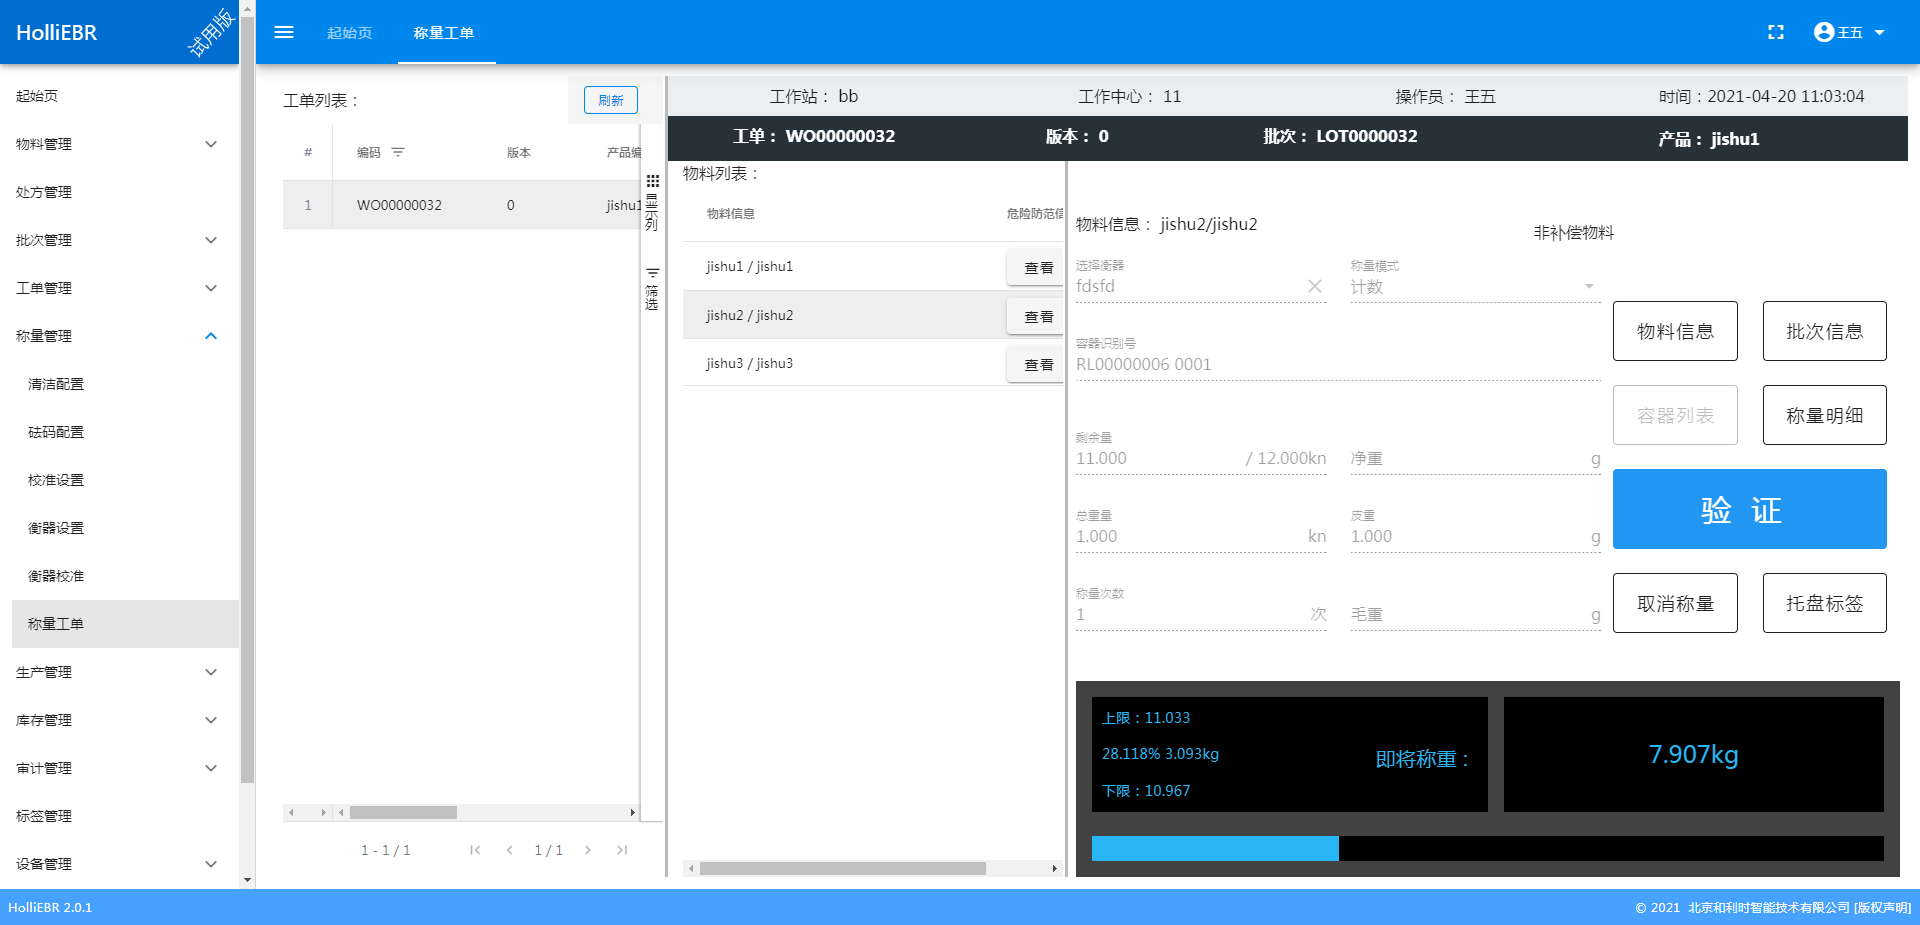 HolliEBR
试用版
起始页
称量工单
王五
起始页
物料管理
处方管理
批次管理
工单管理
称量管理
清洁配置
砝码配置
校准设置
衡器设置
衡器校准
称量工单
生产管理
库存管理
审计管理
标签管理
设备管理
工单列表：
刷新
# 编码 版本 产品编
1 WO00000032 0 jishu1
显示列
筛选
1 - 1 / 1
1 / 1
工作站： bb 工作中心： 11 操作员： 王五 时间：2021-04-20 11:03:04
工单： WO00000032 版本： 0 批次： LOT0000032 产品： jishu1
物料列表：
物料信息 危险防范信
jishu1 / jishu1 查看
jishu2 / jishu2 查看
jishu3 / jishu3 查看
物料信息： jishu2/jishu2
非补偿物料
选择衡器 称量模式
fdsfd 计数
容器识别号
RL00000006 0001
剩余量
11.000 / 12.000kn 净重 g
总重量 皮重
1.000 kn 1.000 g
称量次数
1 次 毛重 g
物料信息 批次信息
容器列表 称量明细
验 证
取消称量 托盘标签
上限：11.033
28.118% 3.093kg
下限：10.967
即将称重：
7.907kg
HolliEBR 2.0.1
© 2021 北京和利时智能技术有限公司 [版权声明]